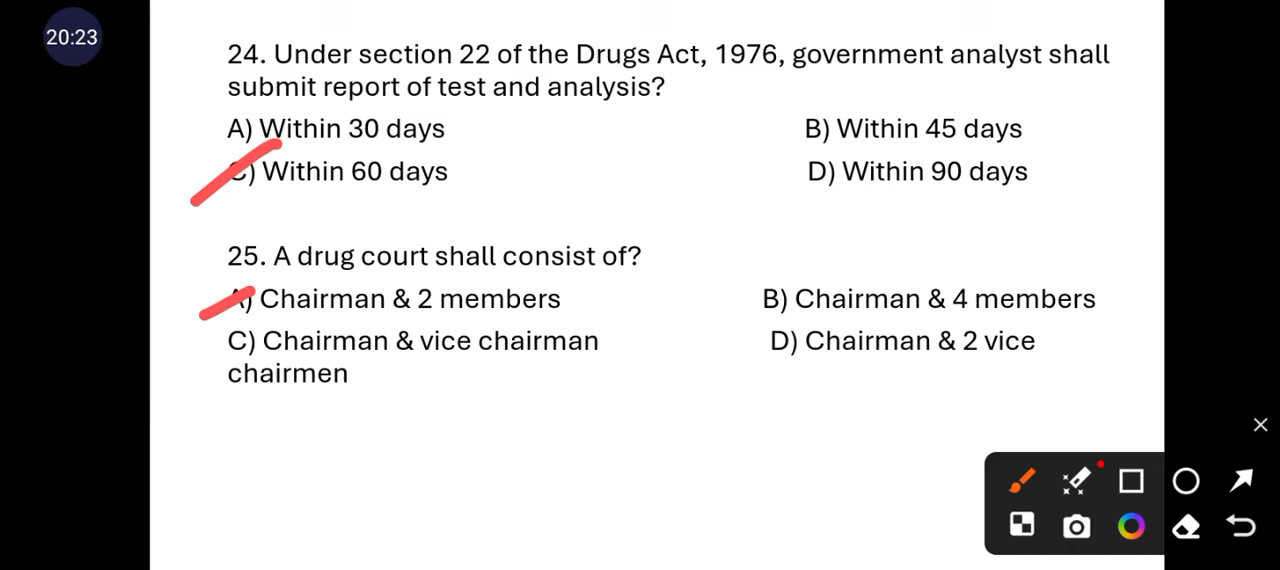 20:23
24. Under section 22 of the Drugs Act, 1976, government analyst shall
submit report of test and analysis?
A) Within 30 days B) Within 45 days
C) Within 60 days D) Within 90 days
25. A drug court shall consist of?
A) Chairman & 2 members B) Chairman & 4 members
C) Chairman & vice chairman D) Chairman & 2 vice
chairmen